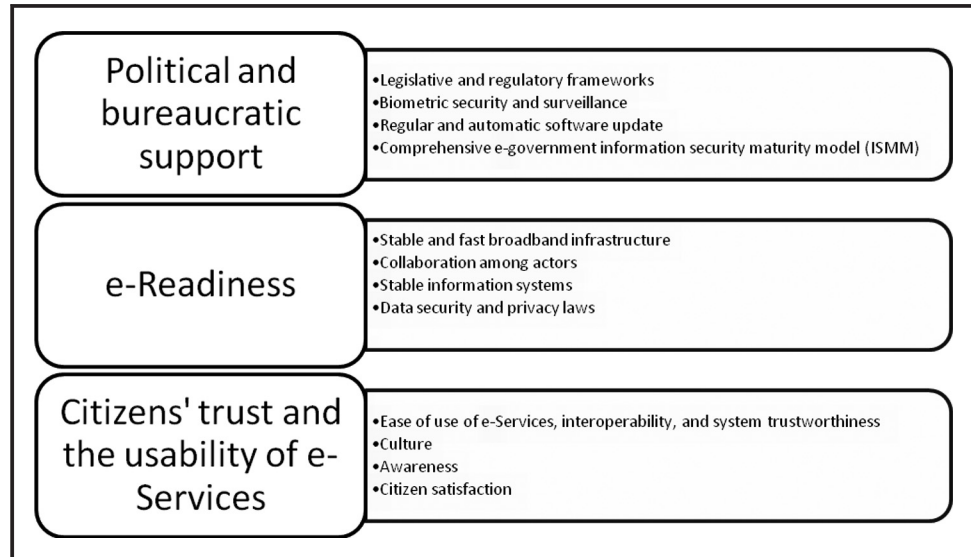 Political and
bureaucratic
support
•Legislative and regulatory frameworks
•Biometric security and surveillance
•Regular and automatic software update
•Comprehensive e-government information security maturity model (ISMM)
e-Readiness
•Stable and fast broadband infrastructure
•Collaboration among actors
•Stable information systems
•Data security and privacy laws
Citizens' trust and
the usability of e-
Services
•Ease of use of e-Services, interoperability, and system trustworthiness
•Culture
•Awareness
•Citizen satisfaction